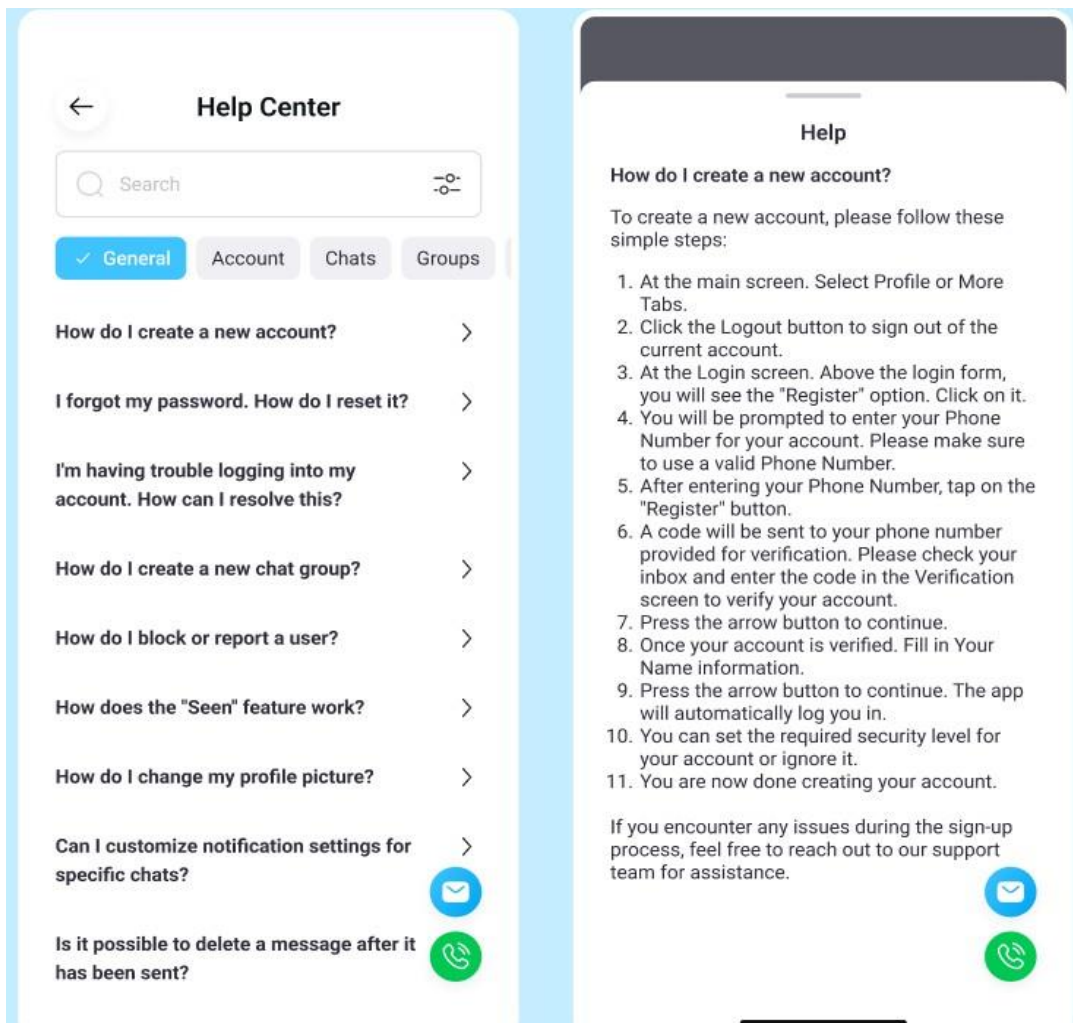 Help Center
Search
General Account Chats Groups
How do I create a new account?
I forgot my password. How do I reset it?
I'm having trouble logging into my
account. How can I resolve this?
How do I create a new chat group?
How do I block or report a user?
How does the "Seen" feature work?
How do I change my profile picture?
Can I customize notification settings for
specific chats?
Is it possible to delete a message after it
has been sent?
Help
How do I create a new account?
To create a new account, please follow these
simple steps:
1. At the main screen. Select Profile or More
Tabs.
2. Click the Logout button to sign out of the
current account.
3. At the Login screen. Above the login form,
you will see the "Register" option. Click on it.
4. You will be prompted to enter your Phone
Number for your account. Please make sure
to use a valid Phone Number.
5. After entering your Phone Number, tap on the
"Register" button.
6. A code will be sent to your phone number
provided for verification. Please check your
inbox and enter the code in the Verification
screen to verify your account.
7. Press the arrow button to continue.
8. Once your account is verified. Fill in Your
Name information.
9. Press the arrow button to continue. The app
will automatically log you in.
10. You can set the required security level for
your account or ignore it.
11. You are now done creating your account.
If you encounter any issues during the sign-up
process, feel free to reach out to our support
team for assistance.